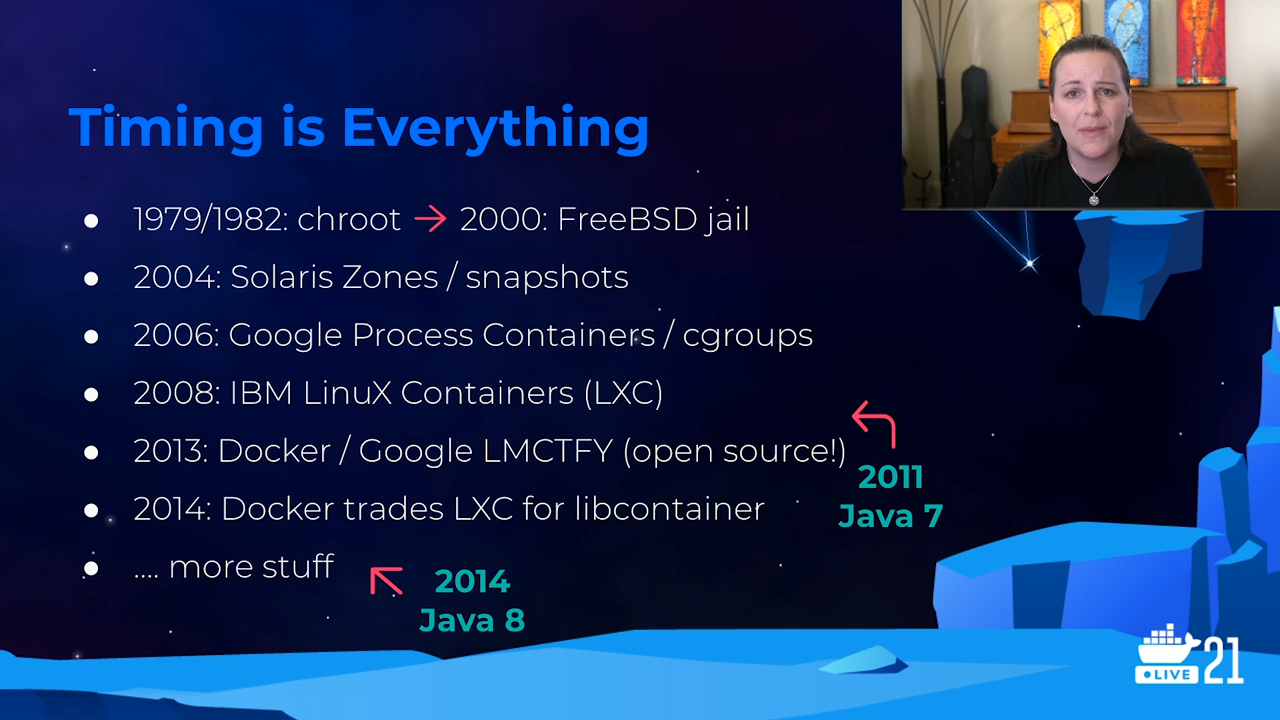 Timing is Everything
● 1979/1982: chroot → 2000: FreeBSD jail
● 2004: Solaris Zones / snapshots
● 2006: Google Process Containers / cgroups
● 2008: IBM LinuX Containers (LXC)
● 2013: Docker / Google LMCTFY (open source!)
2011
Java 7
● 2014: Docker trades LXC for libcontainer
● .... more stuff
2014
Java 8
LIVE 21